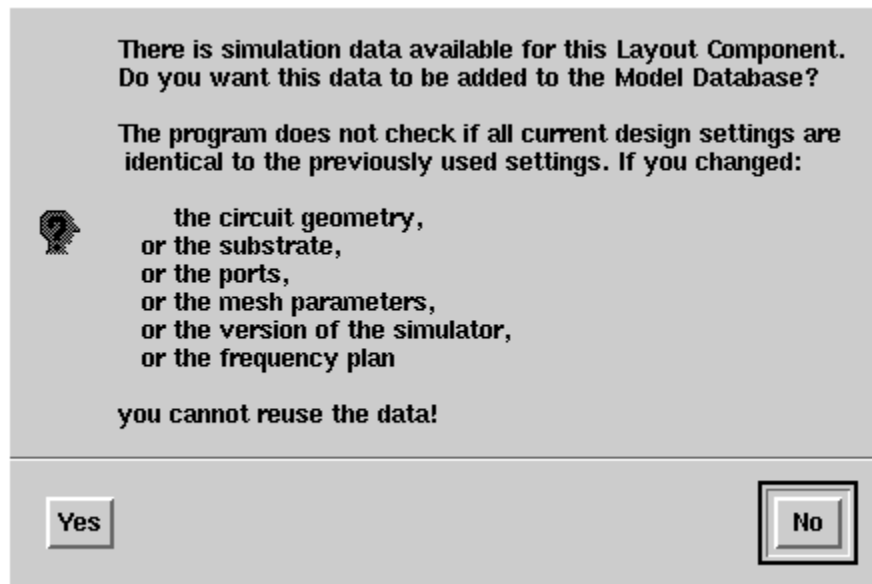 There is simulation data available for this Layout Component.
Do you want this data to be added to the Model Database?
The program does not check if all current design settings are
identical to the previously used settings. If you changed:
the circuit geometry,
or the substrate,
or the ports,
or the mesh parameters,
or the version of the simulator,
or the frequency plan
you cannot reuse the data!
Yes
No